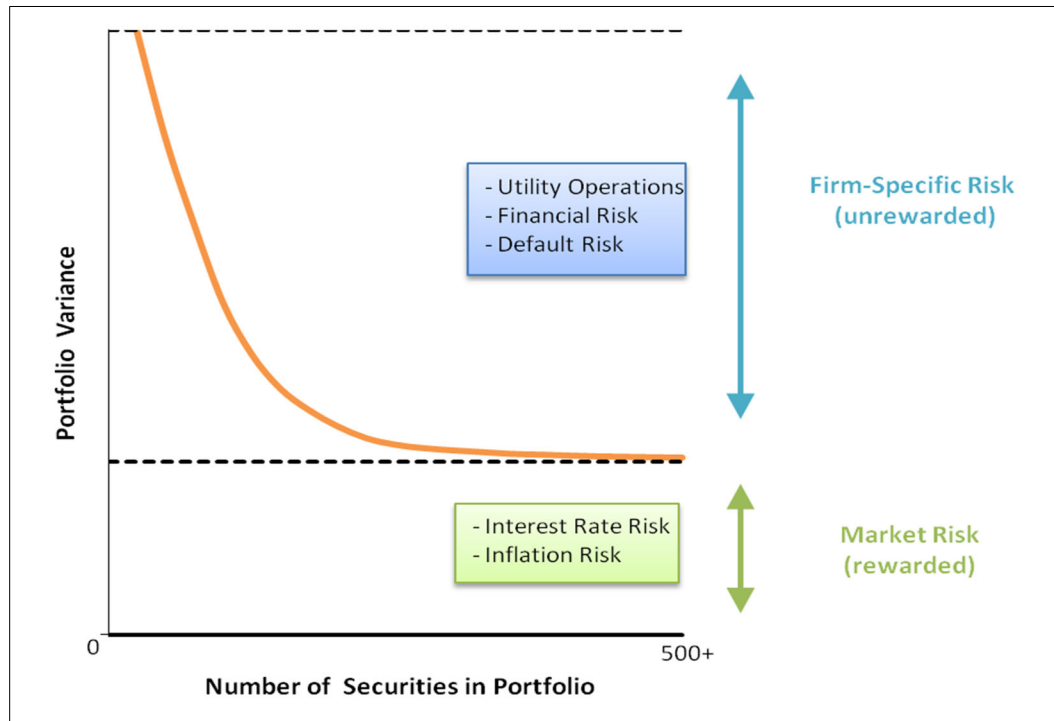 - Utility Operations
- Financial Risk
- Default Risk
Firm-Specific Risk
(unrewarded)
Portfolio Variance
- Interest Rate Risk
- Inflation Risk
Market Risk
(rewarded)
0
500+
Number of Securities in Portfolio